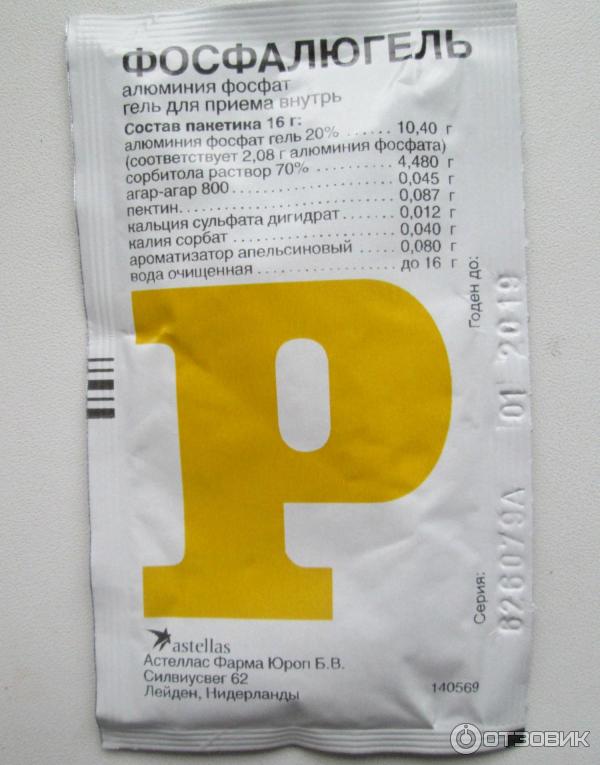 ФОСФАЛЮГЕЛЬ
алюминия фосфат
гель для приема внутрь
Состав пакетика 16 г:
алюминия фосфат гель 20% ...... 10,40 г
(соответствует 2,08 г алюминия фосфата)
сорбитола раствор 70% .......... 4,480 г
агар-агар 800 .................... 0,045 г
пектин........................... 0,087 г
кальция сульфата дигидрат ....... 0,012 г
калия сорбат .................... 0,040 г
ароматизатор апельсиновый ..... 0,080 г
вода очищенная ................. до 16 г
Годен до:
01 2019
P
Серия:
626079A
astellas
Астеллас Фарма Юроп Б.В.
Силвиусвег 62
Лейден, Нидерланды
140569
ОТЗОВИК